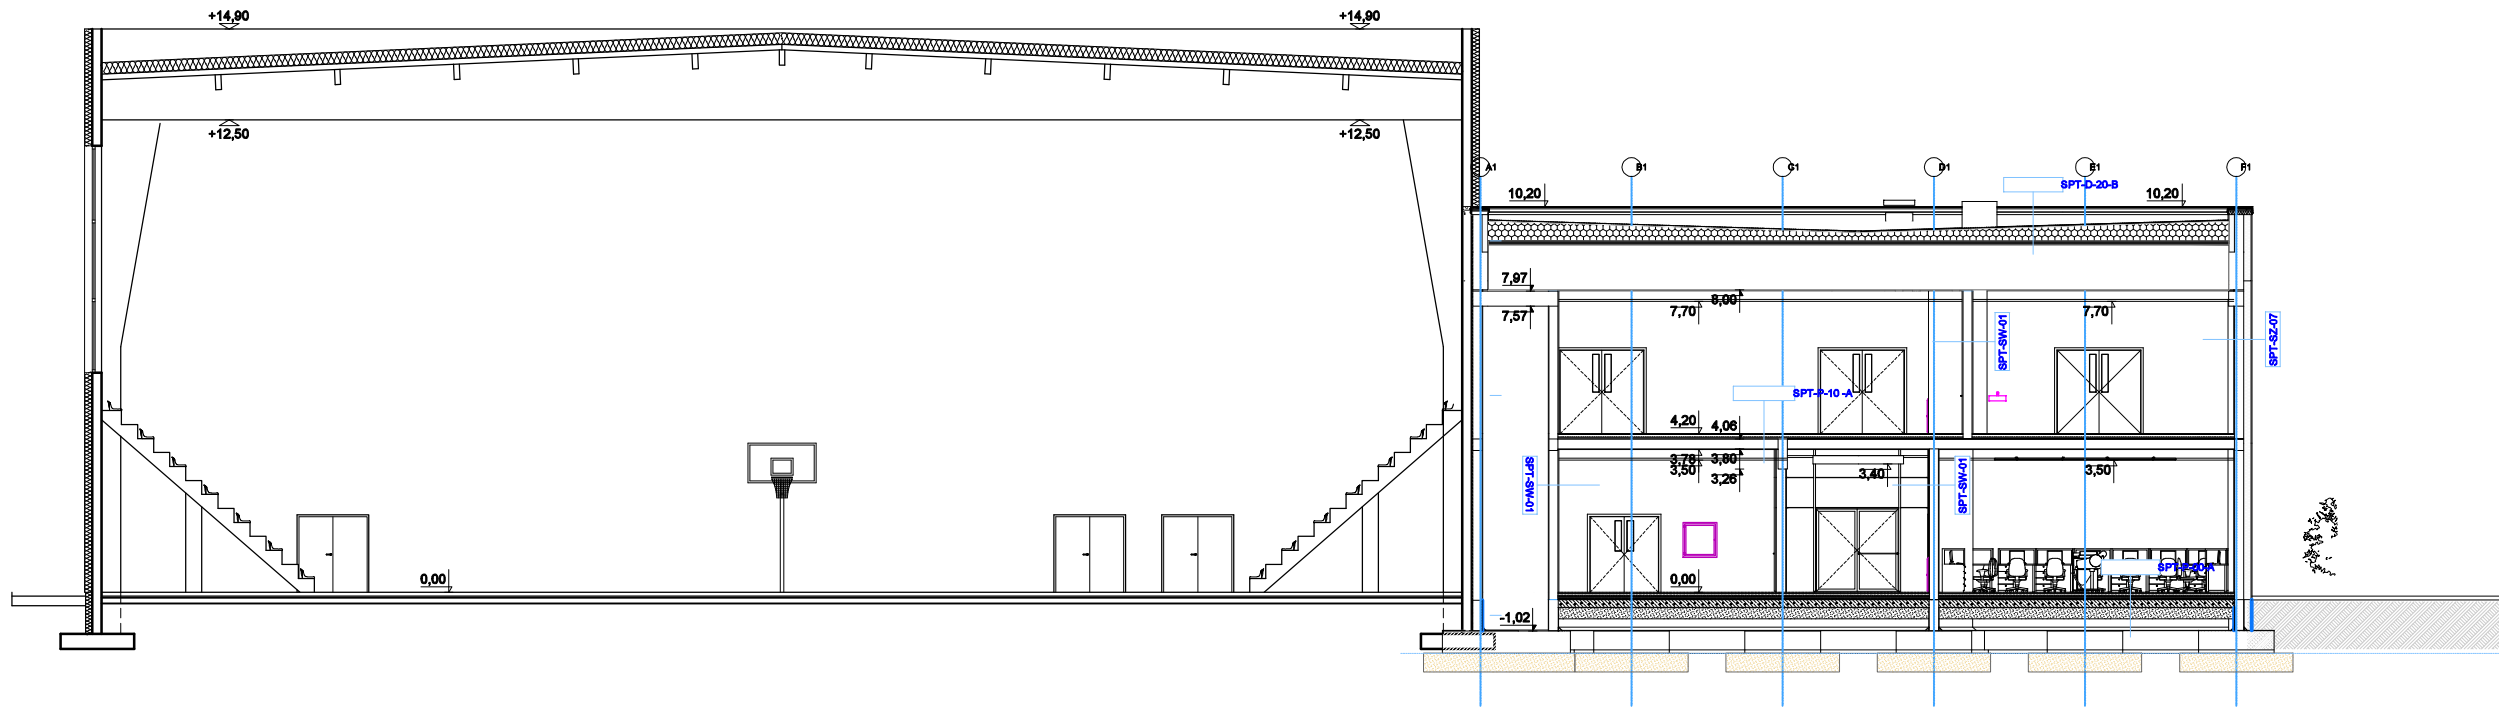 +14,90
+14,90
+12,50
+12,50
A1
B1
C1
D1
E1
F1
SPT-D-20-B
10,20
10,20
7,97
8,00
7,70
7,70
7,57
SPT-SW-01
SPT-SZ-07
SPT-P-10 -A
4,20
4,06
3,78
3,80
3,50
3,50
3,40
3,26
SPT-SW-01
SPT-SW-01
SPT-P-20-A
0,00
0,00
-1,02